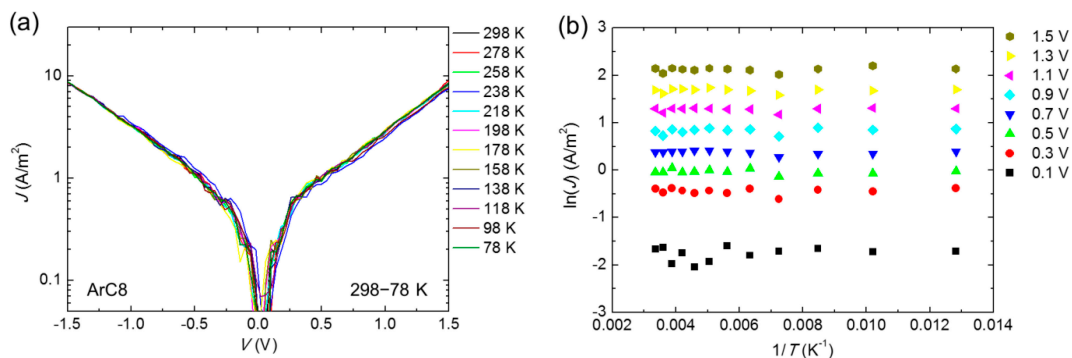 (a)
J (A/m²)
10
1
0.1
ArC8
298−78 K
-1.5 -1.0 -0.5 0.0 0.5 1.0 1.5
V (V)
298 K
278 K
258 K
238 K
218 K
198 K
178 K
158 K
138 K
118 K
98 K
78 K
(b)
ln(J) (A/m²)
3
2
1
0
-1
-2
-3
0.002 0.004 0.006 0.008 0.010 0.012 0.014
1/T (K⁻¹)
1.5 V
1.3 V
1.1 V
0.9 V
0.7 V
0.5 V
0.3 V
0.1 V